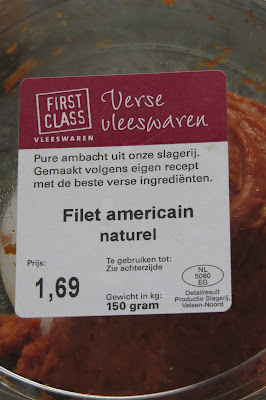 FIRST
CLASS
VLEESWAREN
Verse
vleeswaren
Pure ambacht uit onze slagerij.
Gemaakt volgens eigen recept
met de beste verse ingrediënten.
Filet americain
naturel
Prijs:
1,69
Te gebruiken tot:
Zie achterzijde
Gewicht in kg:
150 gram
NL
5060
EG
Detailresult
Productie Slagerij,
Velsen-Noord